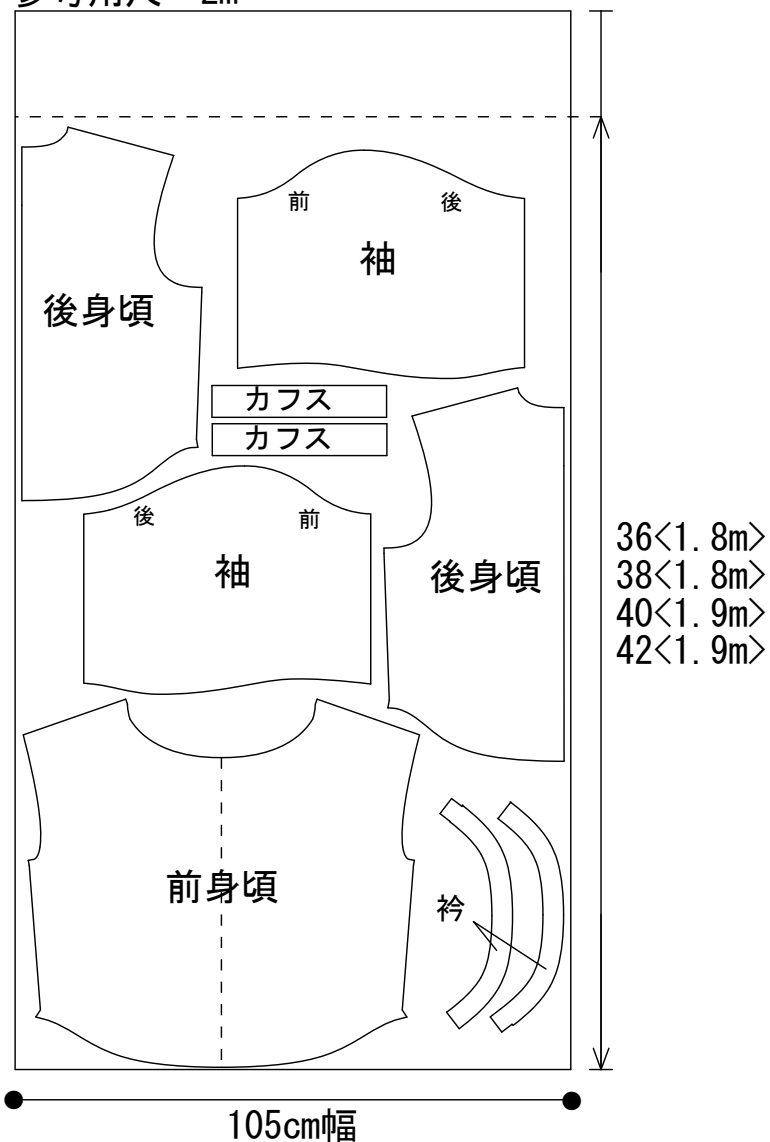 参考用尺 2m
前 後
袖
後身頃
カフス
カフス
後 前
袖
後身頃
36<1.8m>
38<1.8m>
40<1.9m>
42<1.9m>
前身頃
衿
105cm幅